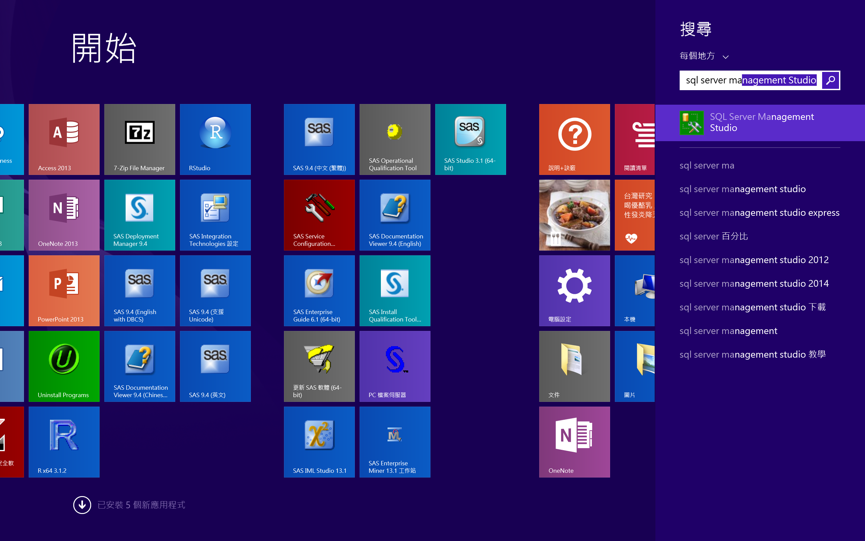 開始
ness
Access 2013
7-Zip File Manager
RStudio
SAS 9.4 (中文 (繁體))
SAS Operational
Qualification Tool
SAS Studio 3.1 (64-
bit)
說明+訣竅
閱讀清單
OneNote 2013
SAS Deployment
Manager 9.4
SAS Integration
Technologies 設定
SAS Service
Configuration...
SAS Documentation
Viewer 9.4 (English)
台灣研究
喝優酪乳
性發炎降
PowerPoint 2013
SAS 9.4 (English
with DBCS)
SAS 9.4 (支援
Unicode)
SAS Enterprise
Guide 6.1 (64-bit)
SAS Install
Qualification Tool...
電腦設定
本機
Uninstall Programs
SAS Documentation
Viewer 9.4 (Chines...
SAS 9.4 (英文)
更新 SAS 軟體 (64-
bit)
PC 檔案伺服器
文件
圖片
安全軟
R x64 3.1.2
SAS IML Studio 13.1
SAS Enterprise
Miner 13.1 工作站
OneNote
已安裝 5 個新應用程式
搜尋
每個地方
sql server management Studio
SQL Server Management
Studio
sql server ma
sql server management studio
sql server management studio express
sql server 百分比
sql server management studio 2012
sql server management studio 2014
sql server management studio 下載
sql server management
sql server management studio 教學